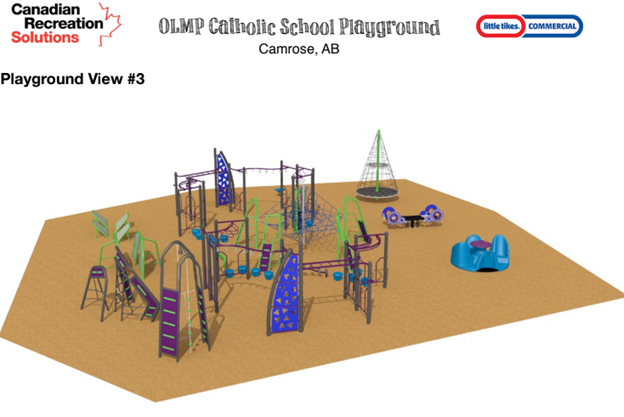 Canadian
Recreation
Solutions
OLMP Catholic School Playground
Camrose, AB
little tikes. COMMERCIAL
Playground View #3